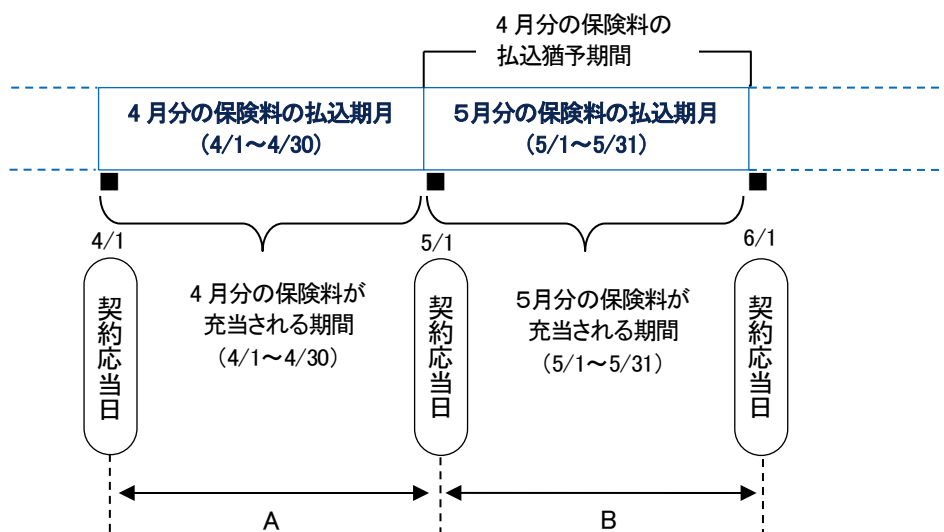 4月分の保険料の
払込猶予期間
4月分の保険料の払込期月
(4/1～4/30)
5月分の保険料の払込期月
(5/1～5/31)
4/1
5/1
6/1
契約応当日
4月分の保険料が
充当される期間
(4/1～4/30)
契約応当日
5月分の保険料が
充当される期間
(5/1～5/31)
契約応当日
A
B